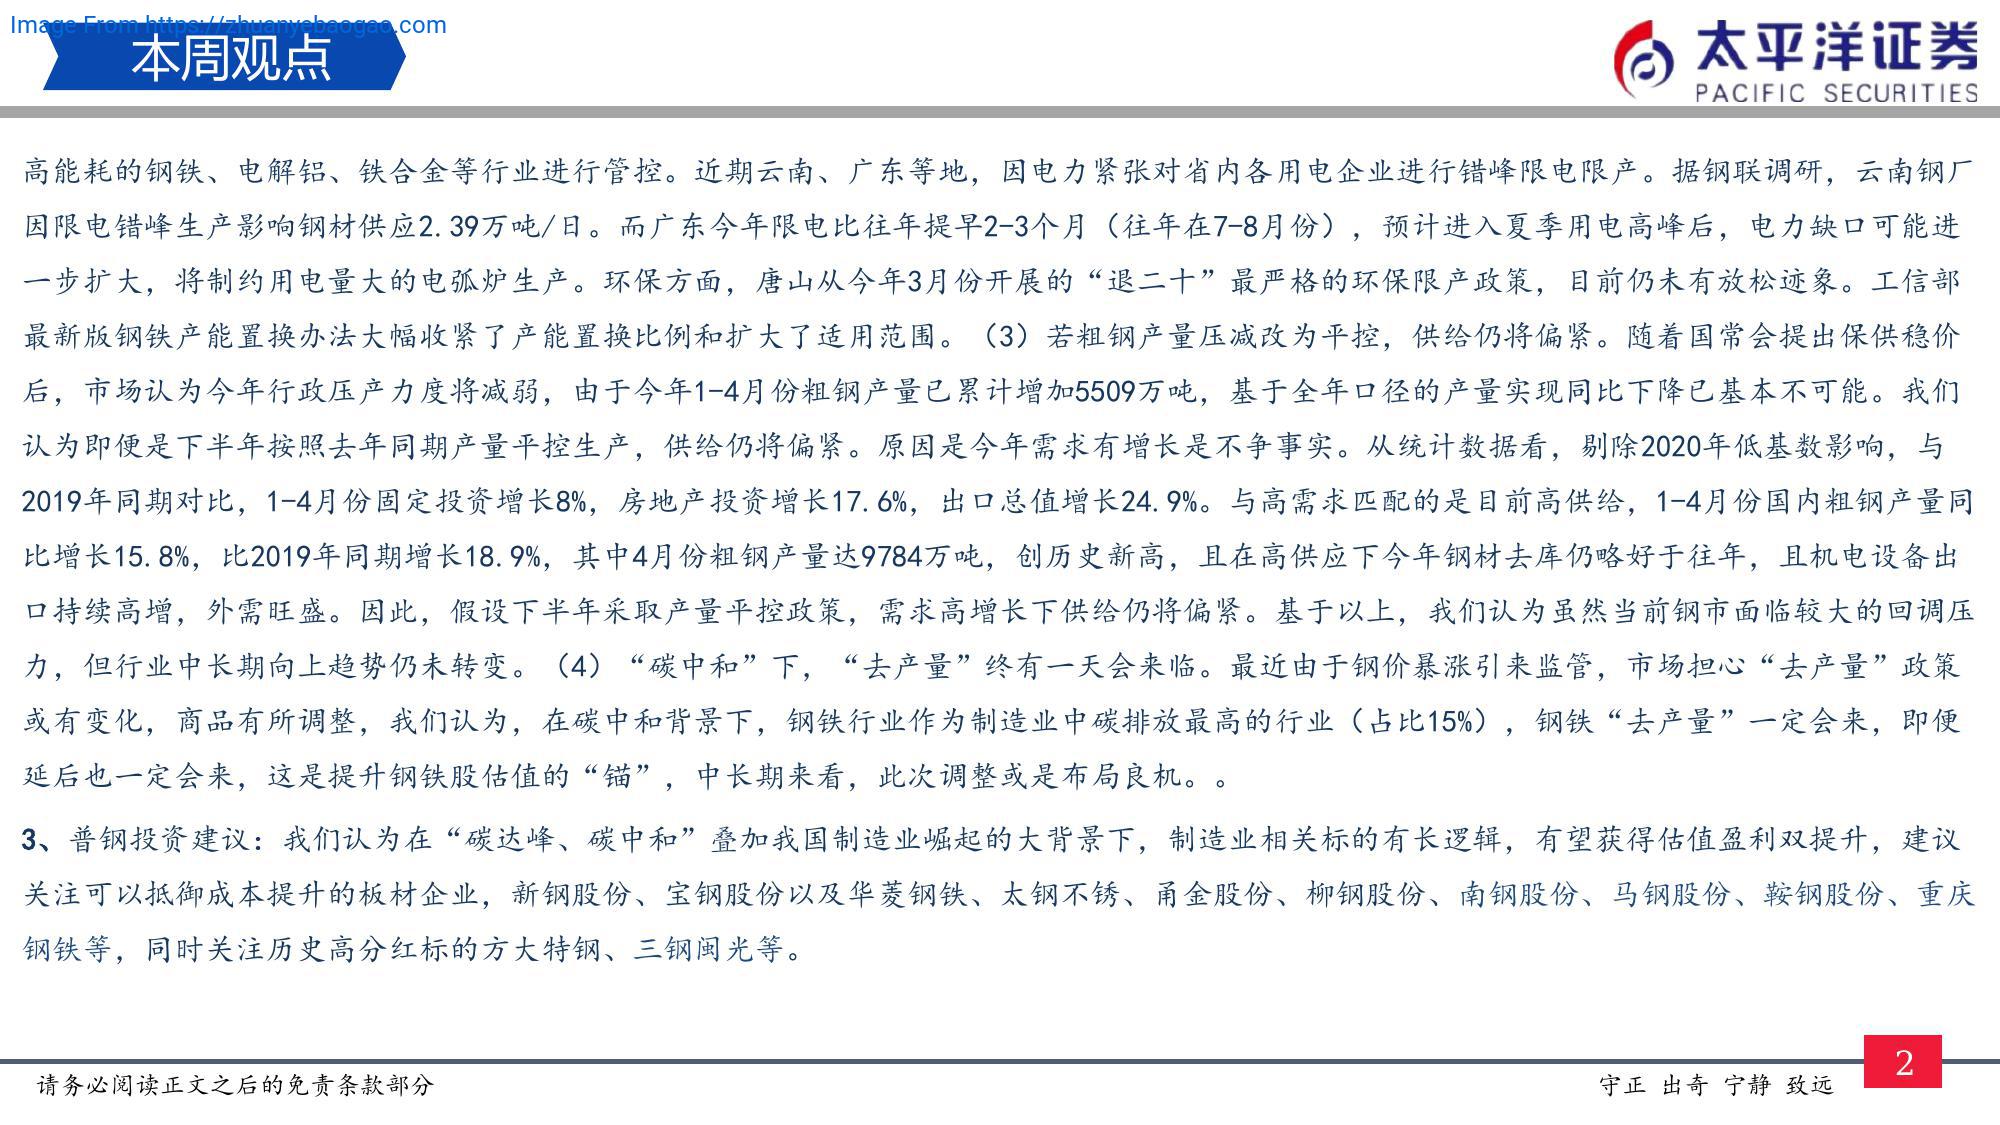 Image From https://zhuanyebaogao.com
本周观点
太平洋证券
PACIFIC SECURITIES
高能耗的钢铁、电解铝、铁合金等行业进行管控。近期云南、广东等地，因电力紧张对省内各用电企业进行错峰限电限产。据钢联调研，云南钢厂
因限电错峰生产影响钢材供应2.39万吨/日。而广东今年限电比往年提早2-3个月（往年在7-8月份），预计进入夏季用电高峰后，电力缺口可能进
一步扩大，将制约用电量大的电弧炉生产。环保方面，唐山从今年3月份开展的“退二十”最严格的环保限产政策，目前仍未有放松迹象。工信部
最新版钢铁产能置换办法大幅收紧了产能置换比例和扩大了适用范围。（3）若粗钢产量压减改为平控，供给仍将偏紧。随着国常会提出保供稳价
后，市场认为今年行政压产力度将减弱，由于今年1-4月份粗钢产量已累计增加5509万吨，基于全年口径的产量实现同比下降已基本不可能。我们
认为即便是下半年按照去年同期产量平控生产，供给仍将偏紧。原因是今年需求有增长是不争事实。从统计数据看，剔除2020年低基数影响，与
2019年同期对比，1-4月份固定投资增长8%，房地产投资增长17.6%，出口总值增长24.9%。与高需求匹配的是目前高供给，1-4月份国内粗钢产量同
比增长15.8%，比2019年同期增长18.9%，其中4月份粗钢产量达9784万吨，创历史新高，且在高供应下今年钢材去库仍略好于往年，且机电设备出
口持续高增，外需旺盛。因此，假设下半年采取产量平控政策，需求高增长下供给仍将偏紧。基于以上，我们认为虽然当前钢市面临较大的回调压
力，但行业中长期向上趋势仍未转变。（4）“碳中和”下，“去产量”终有一天会来临。最近由于钢价暴涨引来监管，市场担心“去产量”政策
或有变化，商品有所调整，我们认为，在碳中和背景下，钢铁行业作为制造业中碳排放最高的行业（占比15%），钢铁“去产量”一定会来，即便
延后也一定会来，这是提升钢铁股估值的“锚”，中长期来看，此次调整或是布局良机。。
3、普钢投资建议：我们认为在“碳达峰、碳中和”叠加我国制造业崛起的大背景下，制造业相关标的有长逻辑，有望获得估值盈利双提升，建议
关注可以抵御成本提升的板材企业，新钢股份、宝钢股份以及华菱钢铁、太钢不锈、甬金股份、柳钢股份、南钢股份、马钢股份、鞍钢股份、重庆
钢铁等，同时关注历史高分红标的方大特钢、三钢闽光等。
请务必阅读正文之后的免责条款部分
守正 出奇 宁静 致远
2